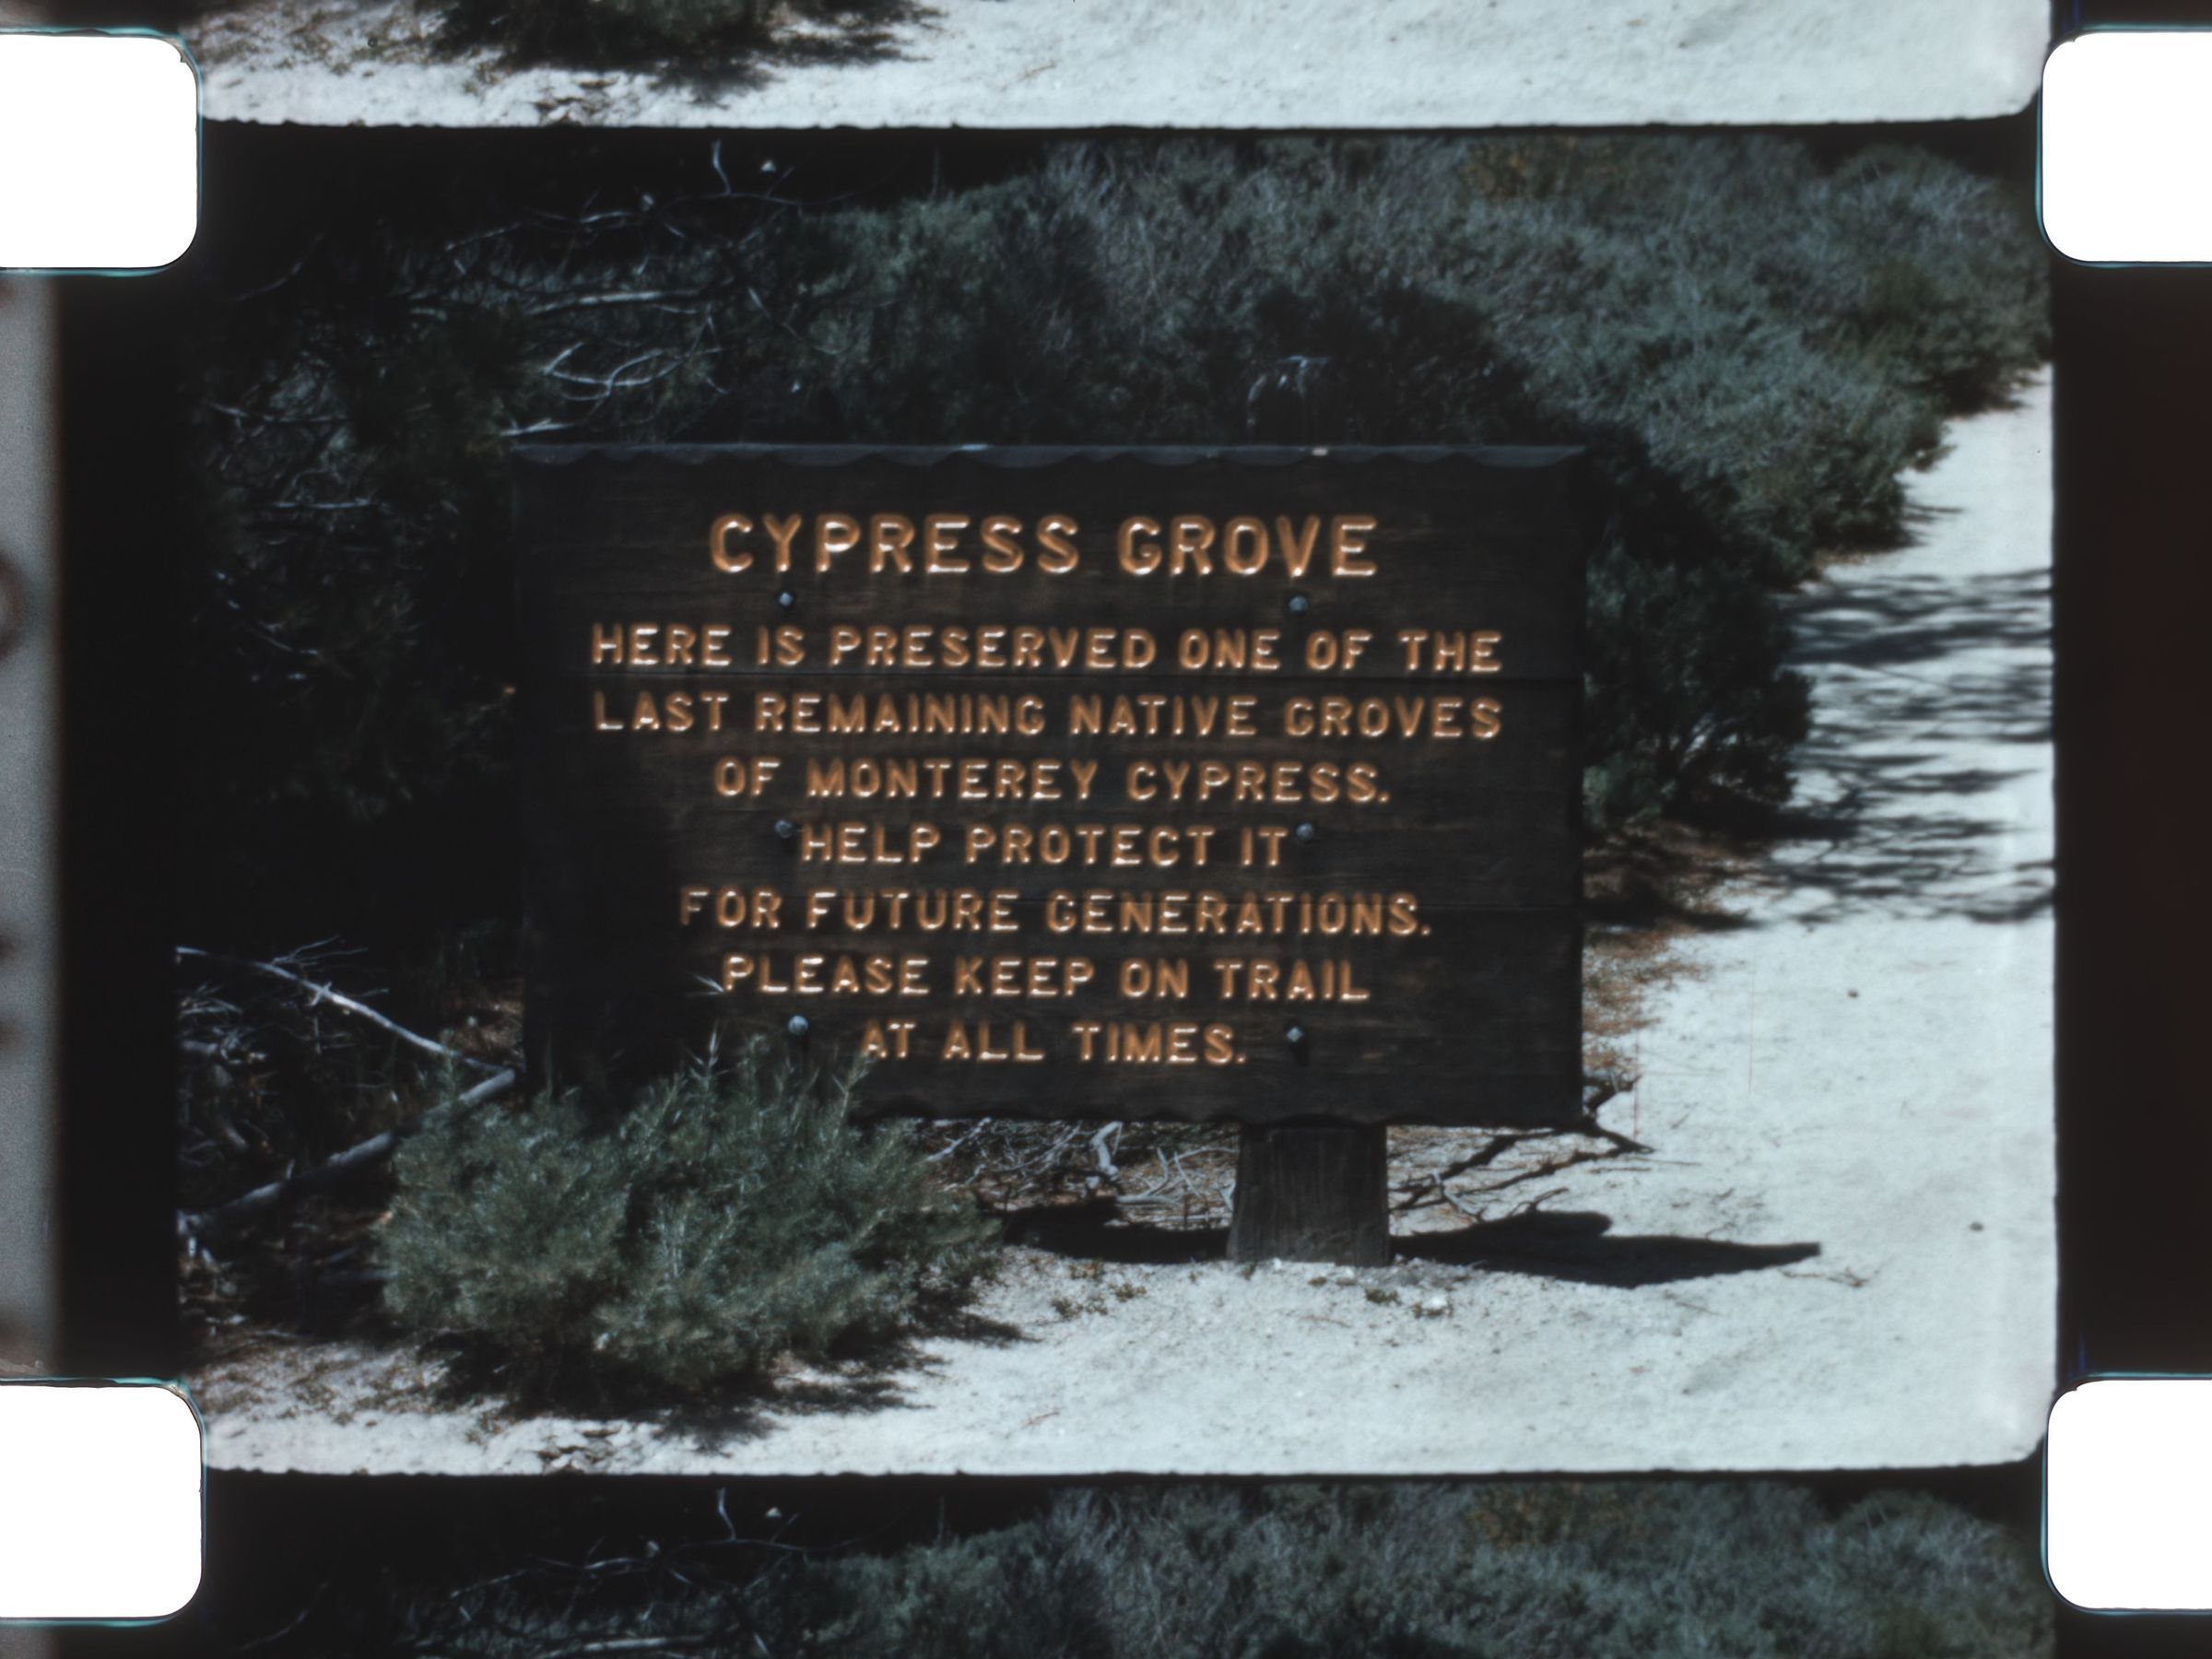 CYPRESS GROVE
HERE IS PRESERVED ONE OF THE
LAST REMAINING NATIVE GROVES
OF MONTEREY CYPRESS.
HELP PROTECT IT
FOR FUTURE GENERATIONS.
PLEASE KEEP ON TRAIL
AT ALL TIMES.